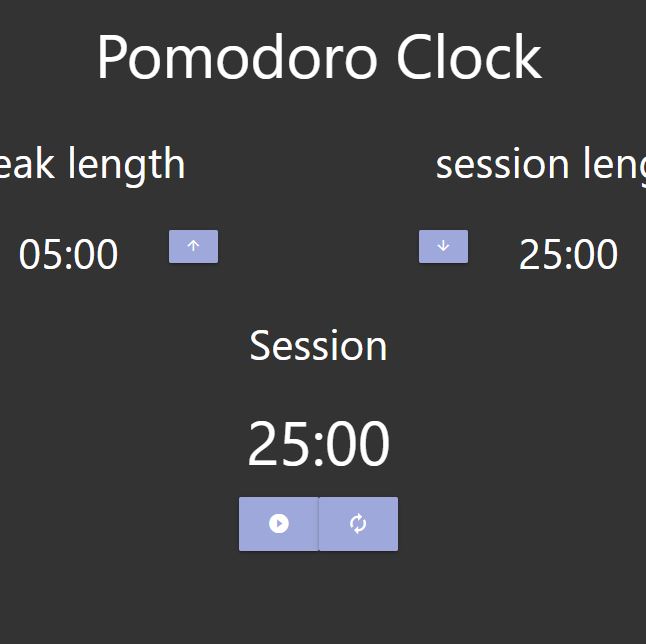 Pomodoro Clock
eak length session leng
05:00 25:00
Session
25:00